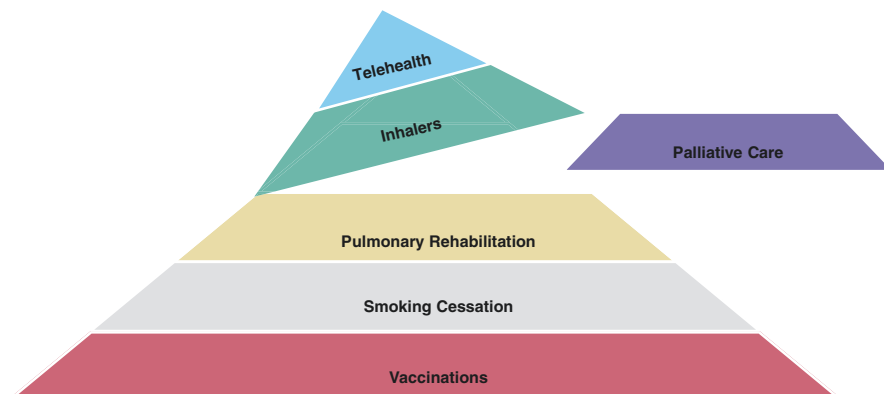 Telehealth
Inhalers
Palliative Care
Pulmonary Rehabilitation
Smoking Cessation
Vaccinations